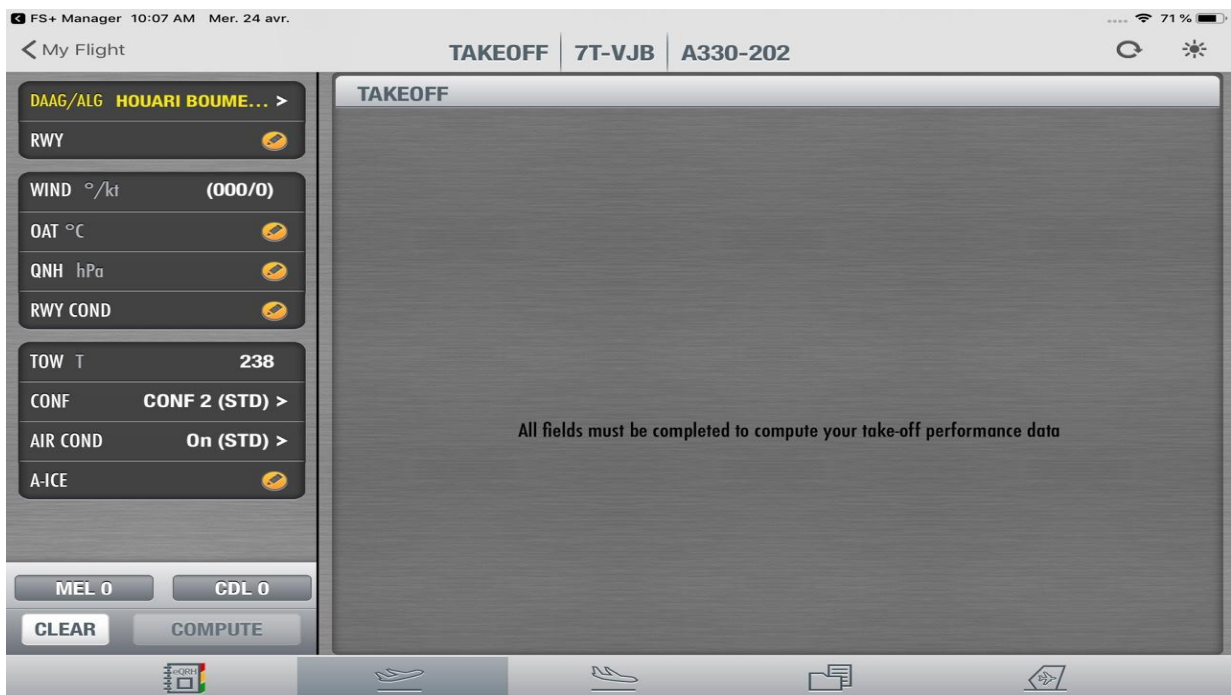 FS+ Manager 10:07 AM Mer. 24 avr. 71 %
My Flight TAKEOFF 7T-VJB A330-202
DAAG/ALG HOUARI BOUME... >
RWY
WIND °/kt (000/0)
OAT °C
QNH hPa
RWY COND
TOW T 238
CONF CONF 2 (STD) >
AIR COND On (STD) >
A-ICE
MEL 0 CDL 0
CLEAR COMPUTE
TAKEOFF
All fields must be completed to compute your take-off performance data
eQRH